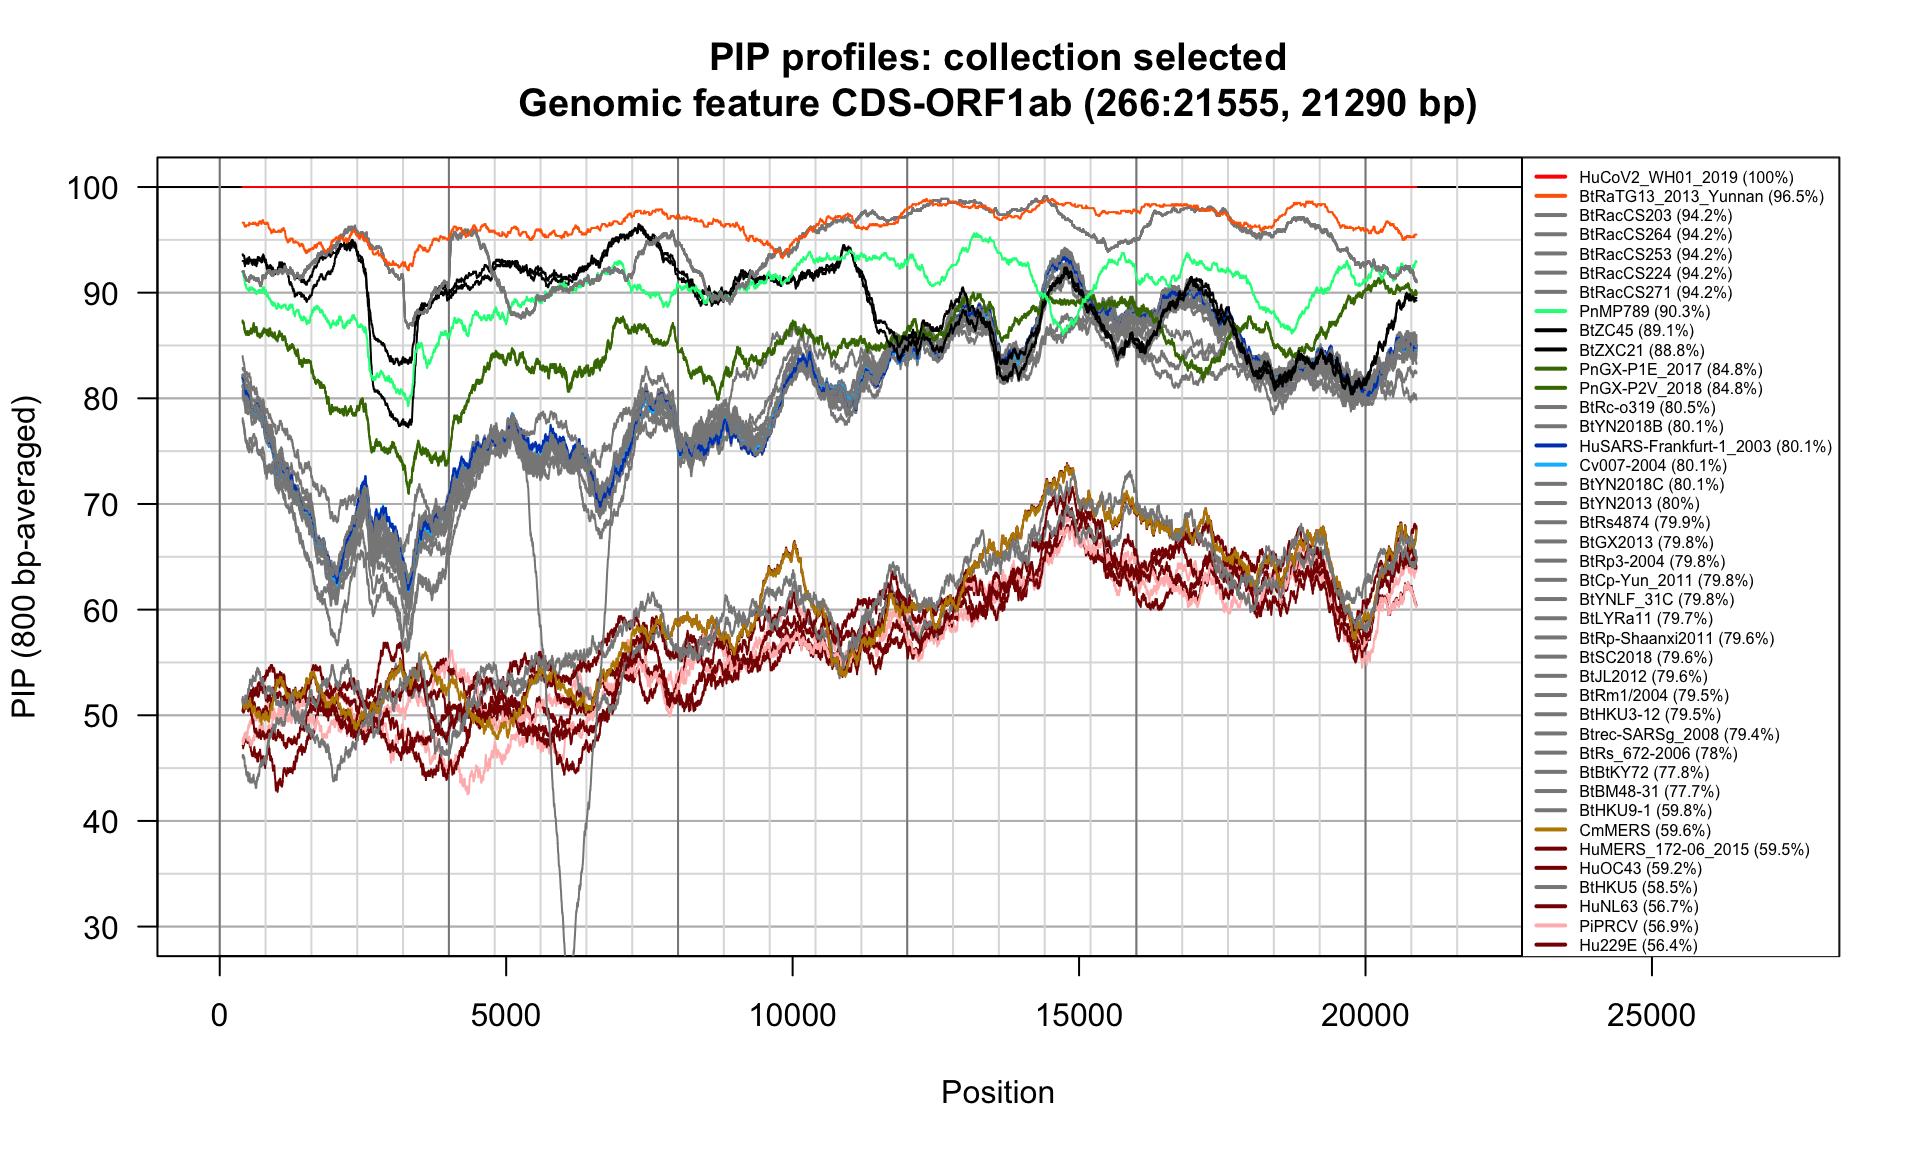 PIP profiles: collection selected
Genomic feature CDS-ORF1ab (266:21555, 21290 bp)
PIP (800 bp-averaged)
100
90
80
70
60
50
40
30
0
5000
10000
15000
20000
25000
Position
HuCoV2_WH01_2019 (100%)
BtRaTG13_2013_Yunnan (96.5%)
BtRacCS203 (94.2%)
BtRacCS264 (94.2%)
BtRacCS253 (94.2%)
BtRacCS224 (94.2%)
BtRacCS271 (94.2%)
PnMP789 (90.3%)
BtZC45 (89.1%)
BtZXC21 (88.8%)
PnGX-P1E_2017 (84.8%)
PnGX-P2V_2018 (84.8%)
BtRc-o319 (80.5%)
BtYN2018B (80.1%)
HuSARS-Frankfurt-1_2003 (80.1%)
Cv007-2004 (80.1%)
BtYN2018C (80.1%)
BtYN2013 (80%)
BtRs4874 (79.9%)
BtGX2013 (79.8%)
BtRp3-2004 (79.8%)
BtCp-Yun_2011 (79.8%)
BtYNLF_31C (79.8%)
BtLYRa11 (79.7%)
BtRp-Shaanxi2011 (79.6%)
BtSC2018 (79.6%)
BtJL2012 (79.6%)
BtRm1/2004 (79.5%)
BtHKU3-12 (79.5%)
Btrec-SARSg_2008 (79.4%)
BtRs_672-2006 (78%)
BtBtKY72 (77.8%)
BtBM48-31 (77.7%)
BtHKU9-1 (59.8%)
CmMERS (59.6%)
HuMERS_172-06_2015 (59.5%)
HuOC43 (59.2%)
BtHKU5 (58.5%)
HuNL63 (56.7%)
PiPRCV (56.9%)
Hu229E (56.4%)